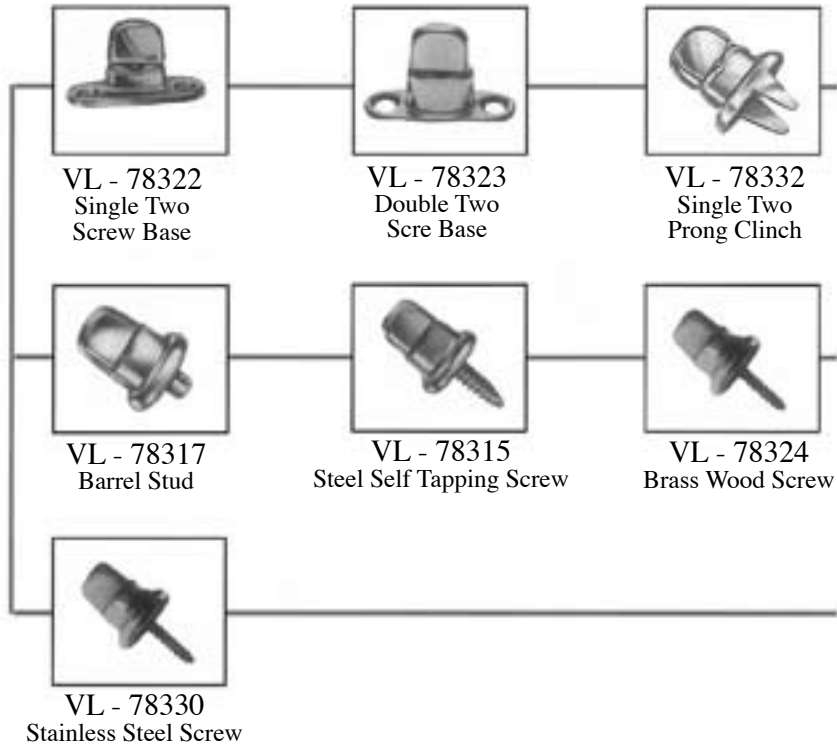 VL - 78322
Single Two
Screw Base
VL - 78323
Double Two
Scre Base
VL - 78332
Single Two
Prong Clinch
VL - 78317
Barrel Stud
VL - 78315
Steel Self Tapping Screw
VL - 78324
Brass Wood Screw
VL - 78330
Stainless Steel Screw